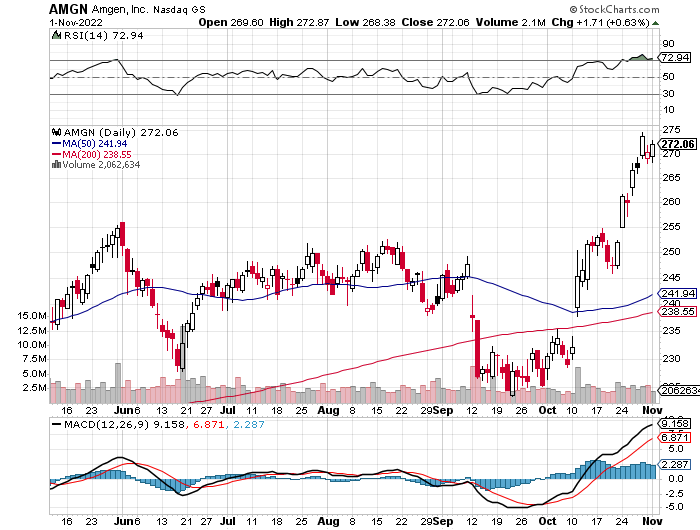 AMGN Amgen, Inc. Nasdaq GS © StockCharts.com
1-Nov-2022 Open 269.60 High 272.87 Low 268.38 Close 272.06 Volume 2.1M Chg +1.71 (+0.63%)
RSI(14) 72.94
90
72.94
50
30
10
AMGN (Daily) 272.06
MA(50) 241.94
MA(200) 238.55
Volume 2,062,634
275
272.06
270
265
260
255
250
245
241.94
240
238.55
235
230
225
2062634
15.0M
12.5M
10.0M
7.5M
5.0M
2.5M
16 23 Jun 6 13 21 27 Jul 11 18 25 Aug 8 15 22 29 Sep 12 19 26 Oct 10 17 24 Nov
MACD(12,26,9) 9.158, 6.871, 2.287
9.158
6.871
5.0
2.287
0.0
-2.5
-5.0
16 23 Jun 6 13 21 27 Jul 11 18 25 Aug 8 15 22 29 Sep 12 19 26 Oct 10 17 24 Nov